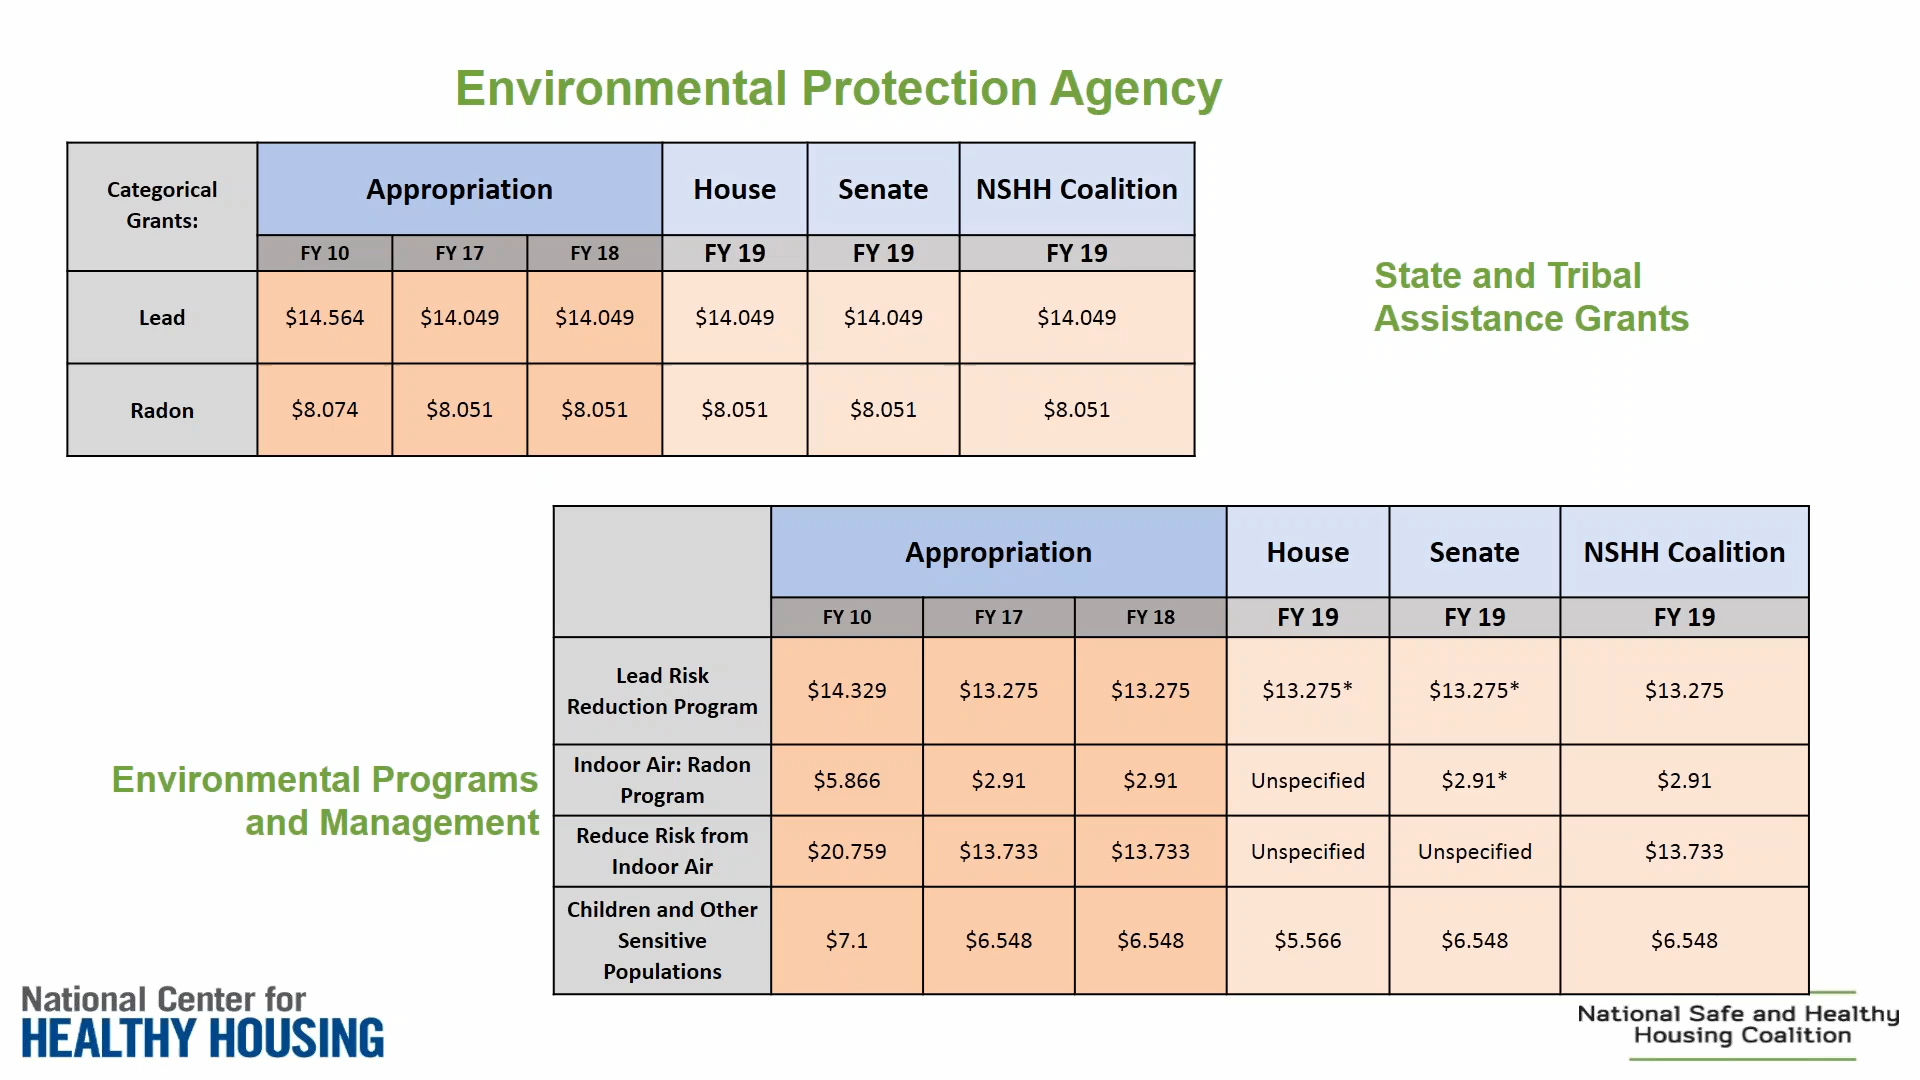 Environmental Protection Agency
Categorical
Grants:
Appropriation
House
Senate
NSHH Coalition
FY 10
FY 17
FY 18
FY 19
FY 19
FY 19
Lead
$14.564
$14.049
$14.049
$14.049
$14.049
$14.049
Radon
$8.074
$8.051
$8.051
$8.051
$8.051
$8.051
State and Tribal
Assistance Grants
Environmental Programs
and Management
Appropriation
House
Senate
NSHH Coalition
FY 10
FY 17
FY 18
FY 19
FY 19
FY 19
Lead Risk
Reduction Program
$14.329
$13.275
$13.275
$13.275*
$13.275*
$13.275
Indoor Air: Radon
Program
$5.866
$2.91
$2.91
Unspecified
$2.91*
$2.91
Reduce Risk from
Indoor Air
$20.759
$13.733
$13.733
Unspecified
Unspecified
$13.733
Children and Other
Sensitive
Populations
$7.1
$6.548
$6.548
$5.566
$6.548
$6.548
National Center for
HEALTHY HOUSING
National Safe and Healthy
Housing Coalition